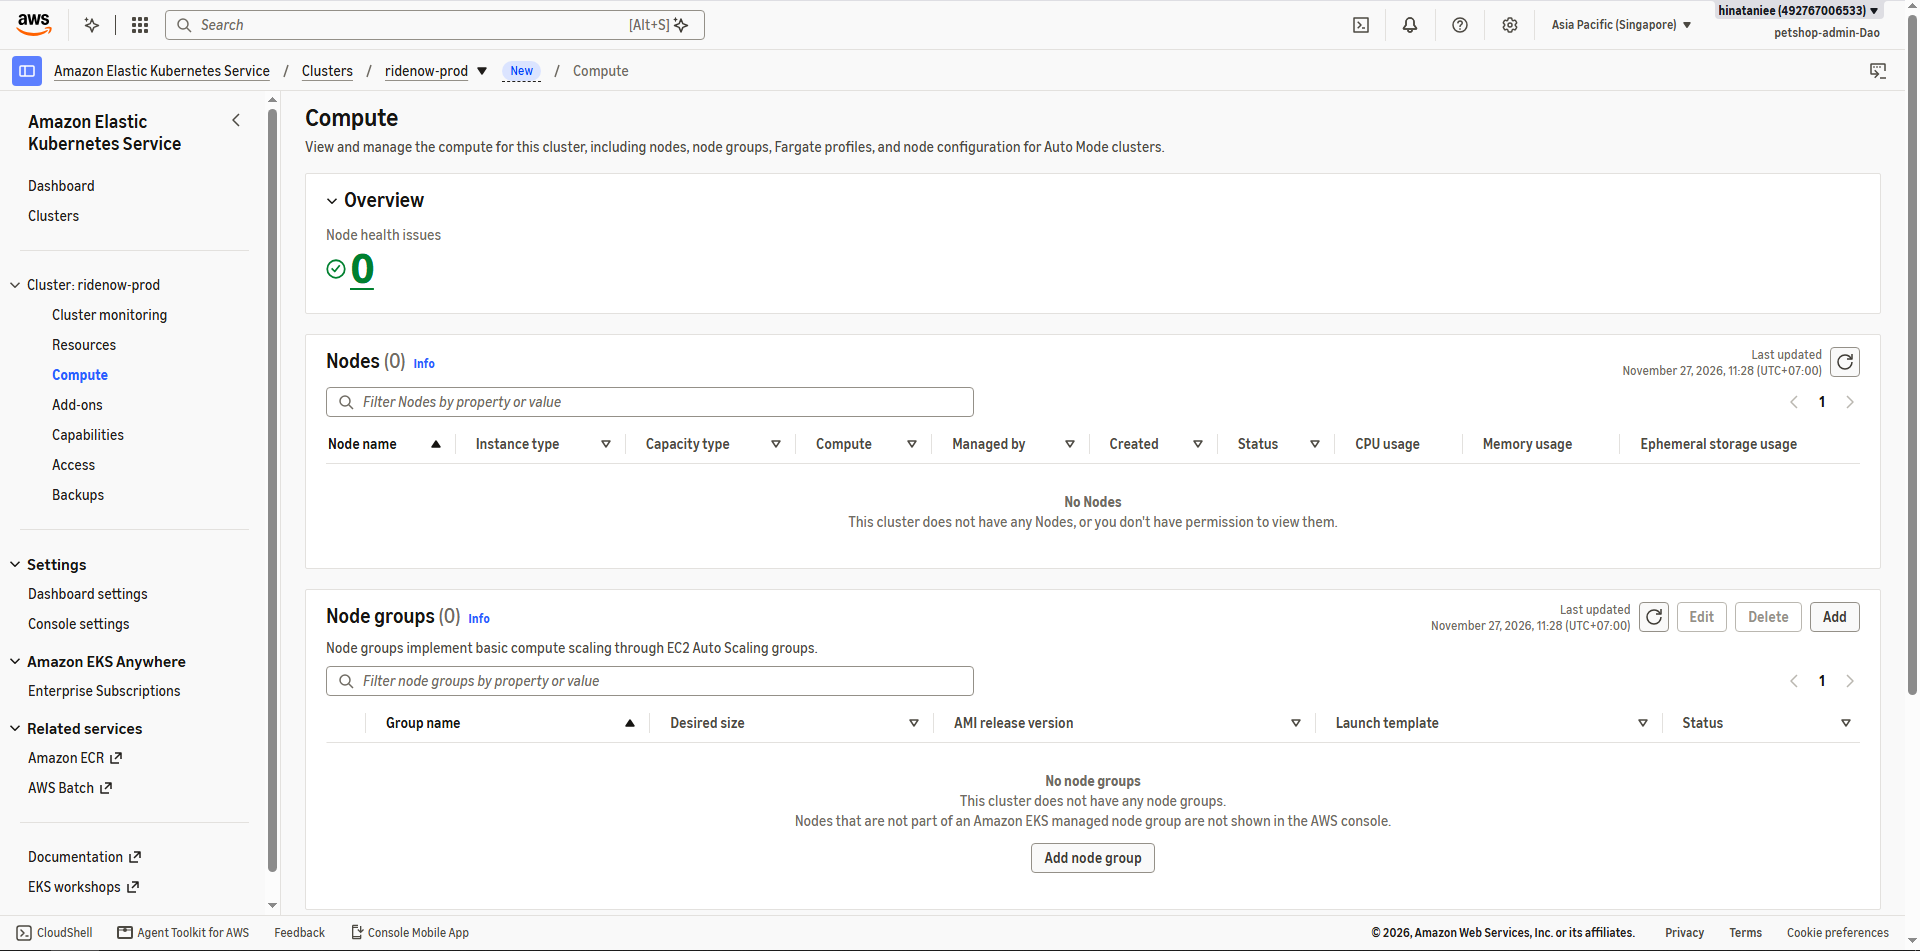 aws
Search [Alt+S]
Asia Pacific (Singapore)
hinataniee (492767006533)
petshop-admin-Dao
Amazon Elastic Kubernetes Service / Clusters / ridenow-prod New / Compute
Amazon Elastic
Kubernetes Service
Dashboard
Clusters
Cluster: ridenow-prod
Cluster monitoring
Resources
Compute
Add-ons
Capabilities
Access
Backups
Settings
Dashboard settings
Console settings
Amazon EKS Anywhere
Enterprise Subscriptions
Related services
Amazon ECR
AWS Batch
Documentation
EKS workshops
Compute
View and manage the compute for this cluster, including nodes, node groups, Fargate profiles, and node configuration for Auto Mode clusters.
Overview
Node health issues
0
Nodes (0) Info
Last updated
November 27, 2026, 11:28 (UTC+07:00)
Filter Nodes by property or value
1
Node name Instance type Capacity type Compute Managed by Created Status CPU usage Memory usage Ephemeral storage usage
No Nodes
This cluster does not have any Nodes, or you don't have permission to view them.
Node groups (0) Info
Last updated
November 27, 2026, 11:28 (UTC+07:00)
Edit Delete Add
Node groups implement basic compute scaling through EC2 Auto Scaling groups.
Filter node groups by property or value
1
Group name Desired size AMI release version Launch template Status
No node groups
This cluster does not have any node groups.
Nodes that are not part of an Amazon EKS managed node group are not shown in the AWS console.
Add node group
CloudShell Agent Toolkit for AWS Feedback Console Mobile App
© 2026, Amazon Web Services, Inc. or its affiliates. Privacy Terms Cookie preferences